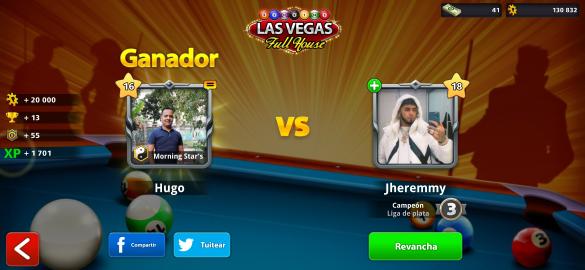 LAS VEGAS
Full House
41
130 832
Ganador
16
18
+ 20 000
+ 13
+ 55
XP + 1 701
VS
Morning Star's
Hugo
Jheremmy
Campeón
Liga de plata
3
Compartir
Tuitear
Revancha